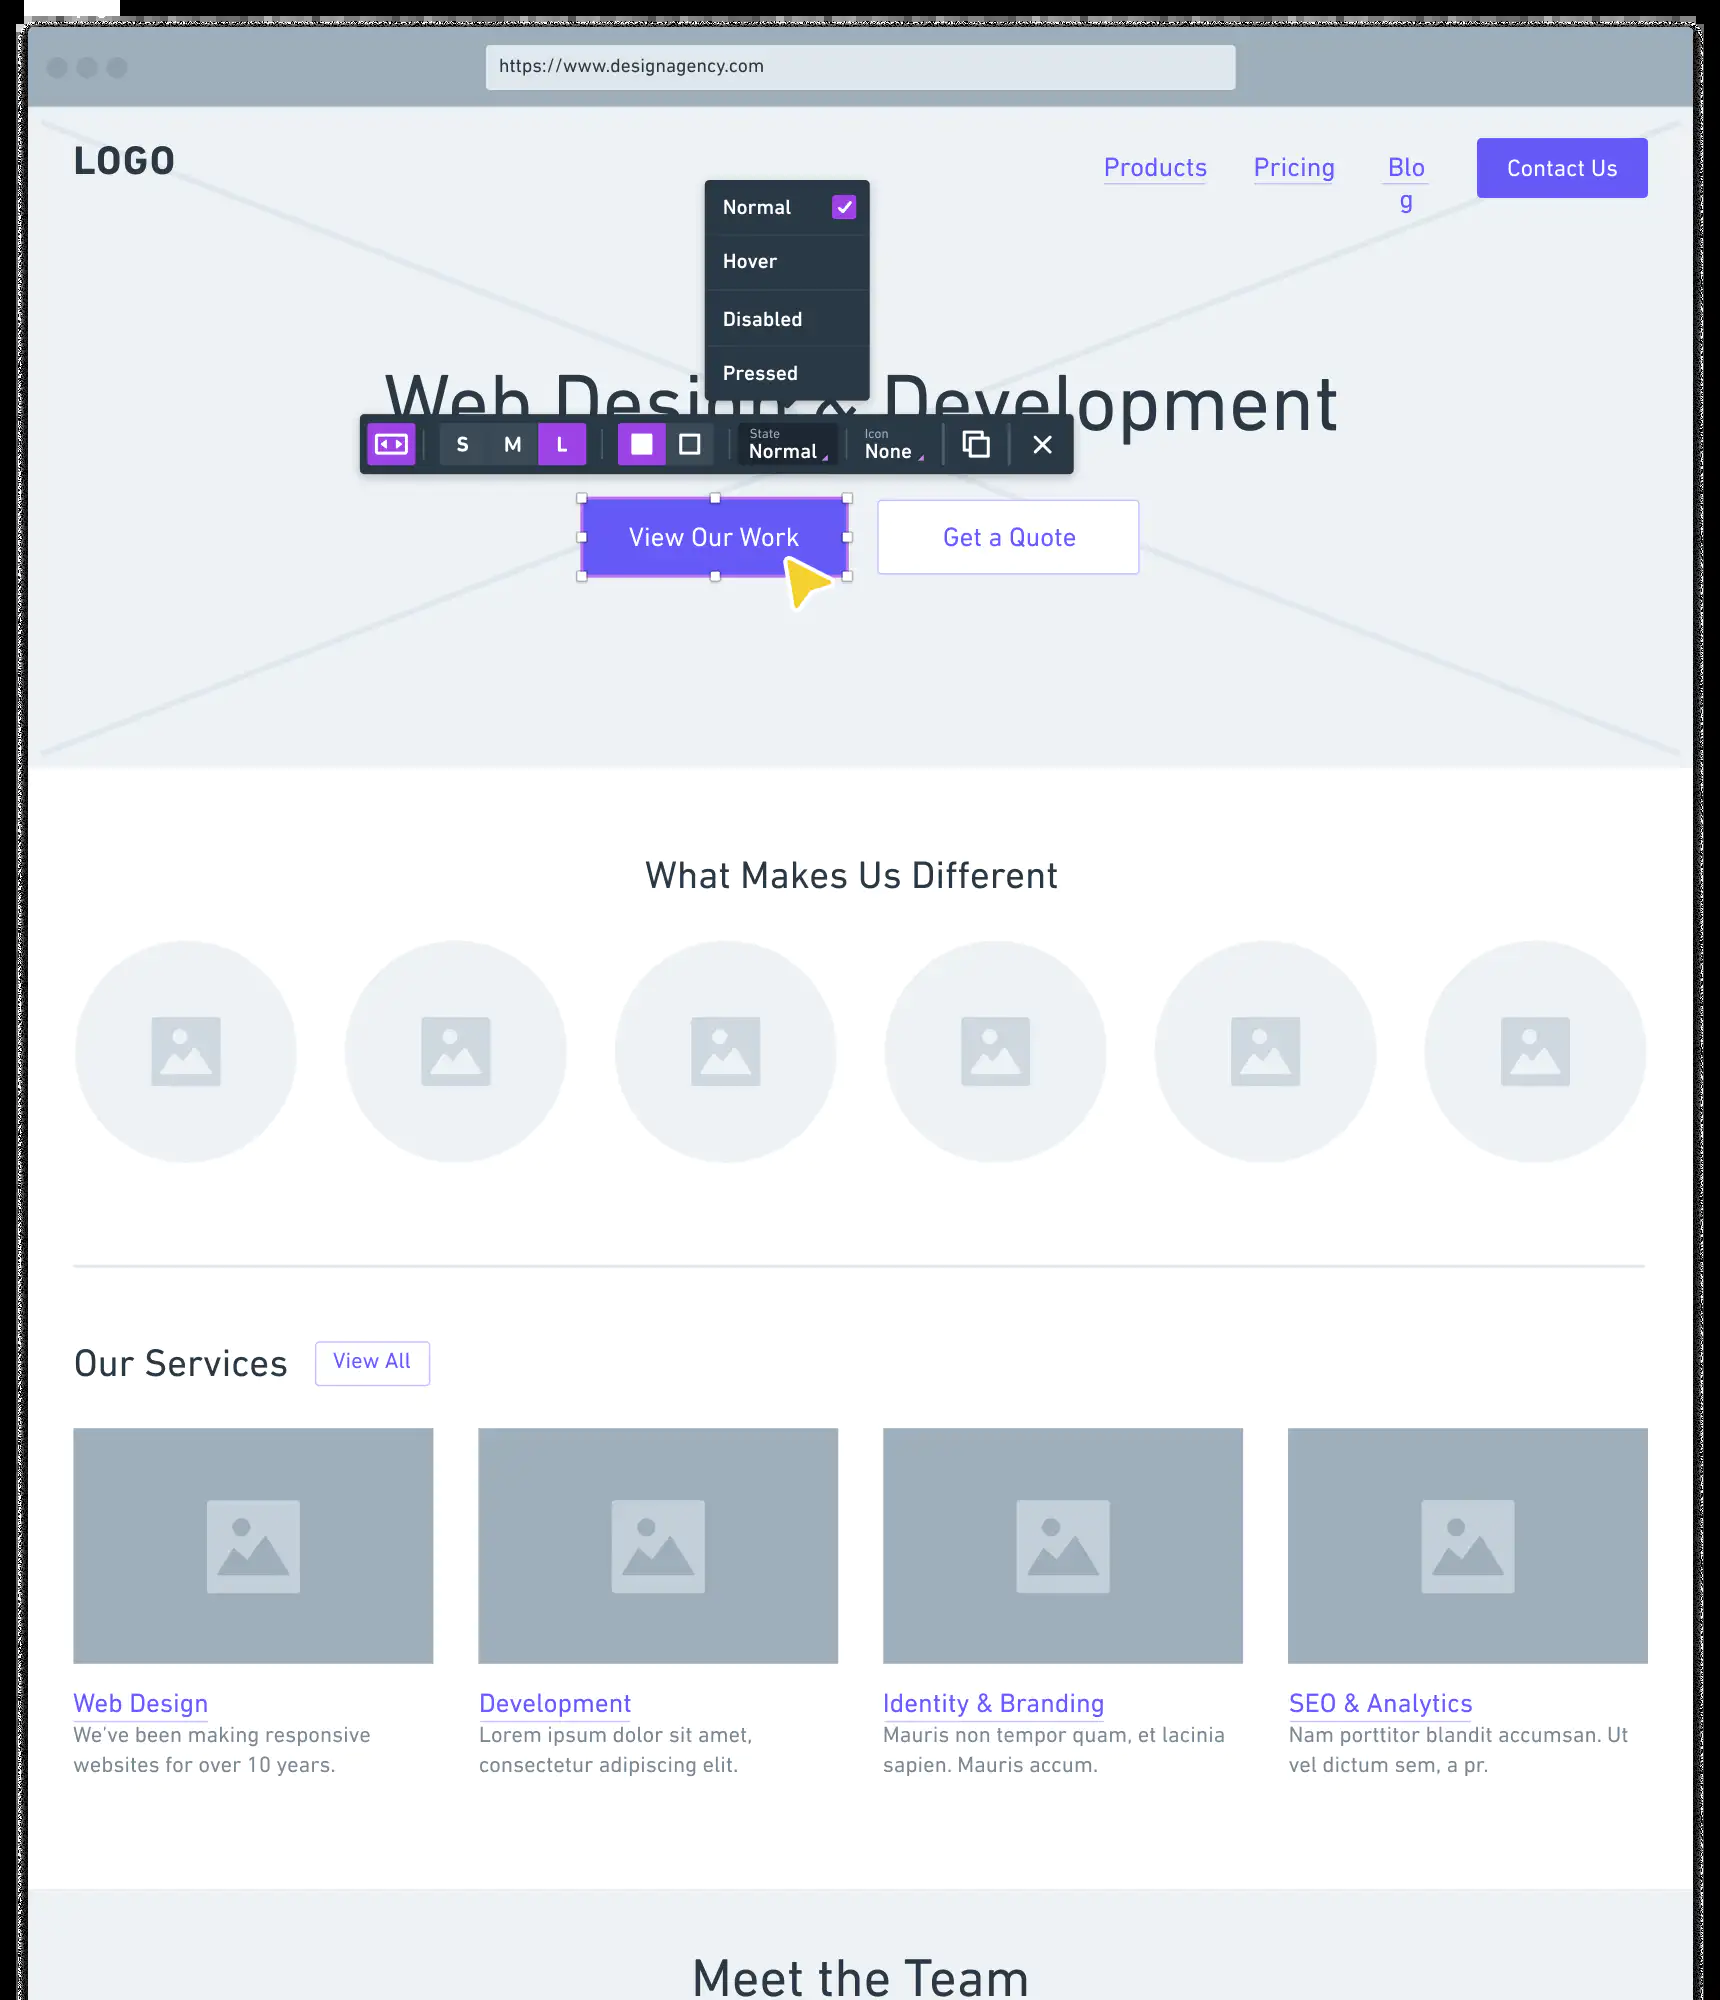 https://www.designagency.com
LOGO
Products
Pricing
Blo
g
Contact Us
Normal
Hover
Disabled
Pressed
Web Design & Development
S
M
L
State
Normal
Icon
None
View Our Work
Get a Quote
What Makes Us Different
Our Services
View All
Web Design
We've been making responsive
websites for over 10 years.
Development
Lorem ipsum dolor sit amet,
consectetur adipiscing elit.
Identity & Branding
Mauris non tempor quam, et lacinia
sapien. Mauris accum.
SEO & Analytics
Nam porttitor blandit accumsan. Ut
vel dictum sem, a pr.
Meet the Team